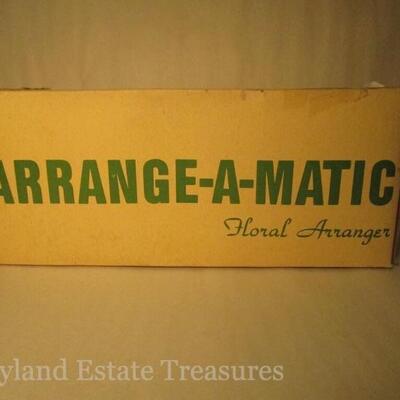 ARRANGE-A-MATIC
Floral Arranger
yland Estate Treasures